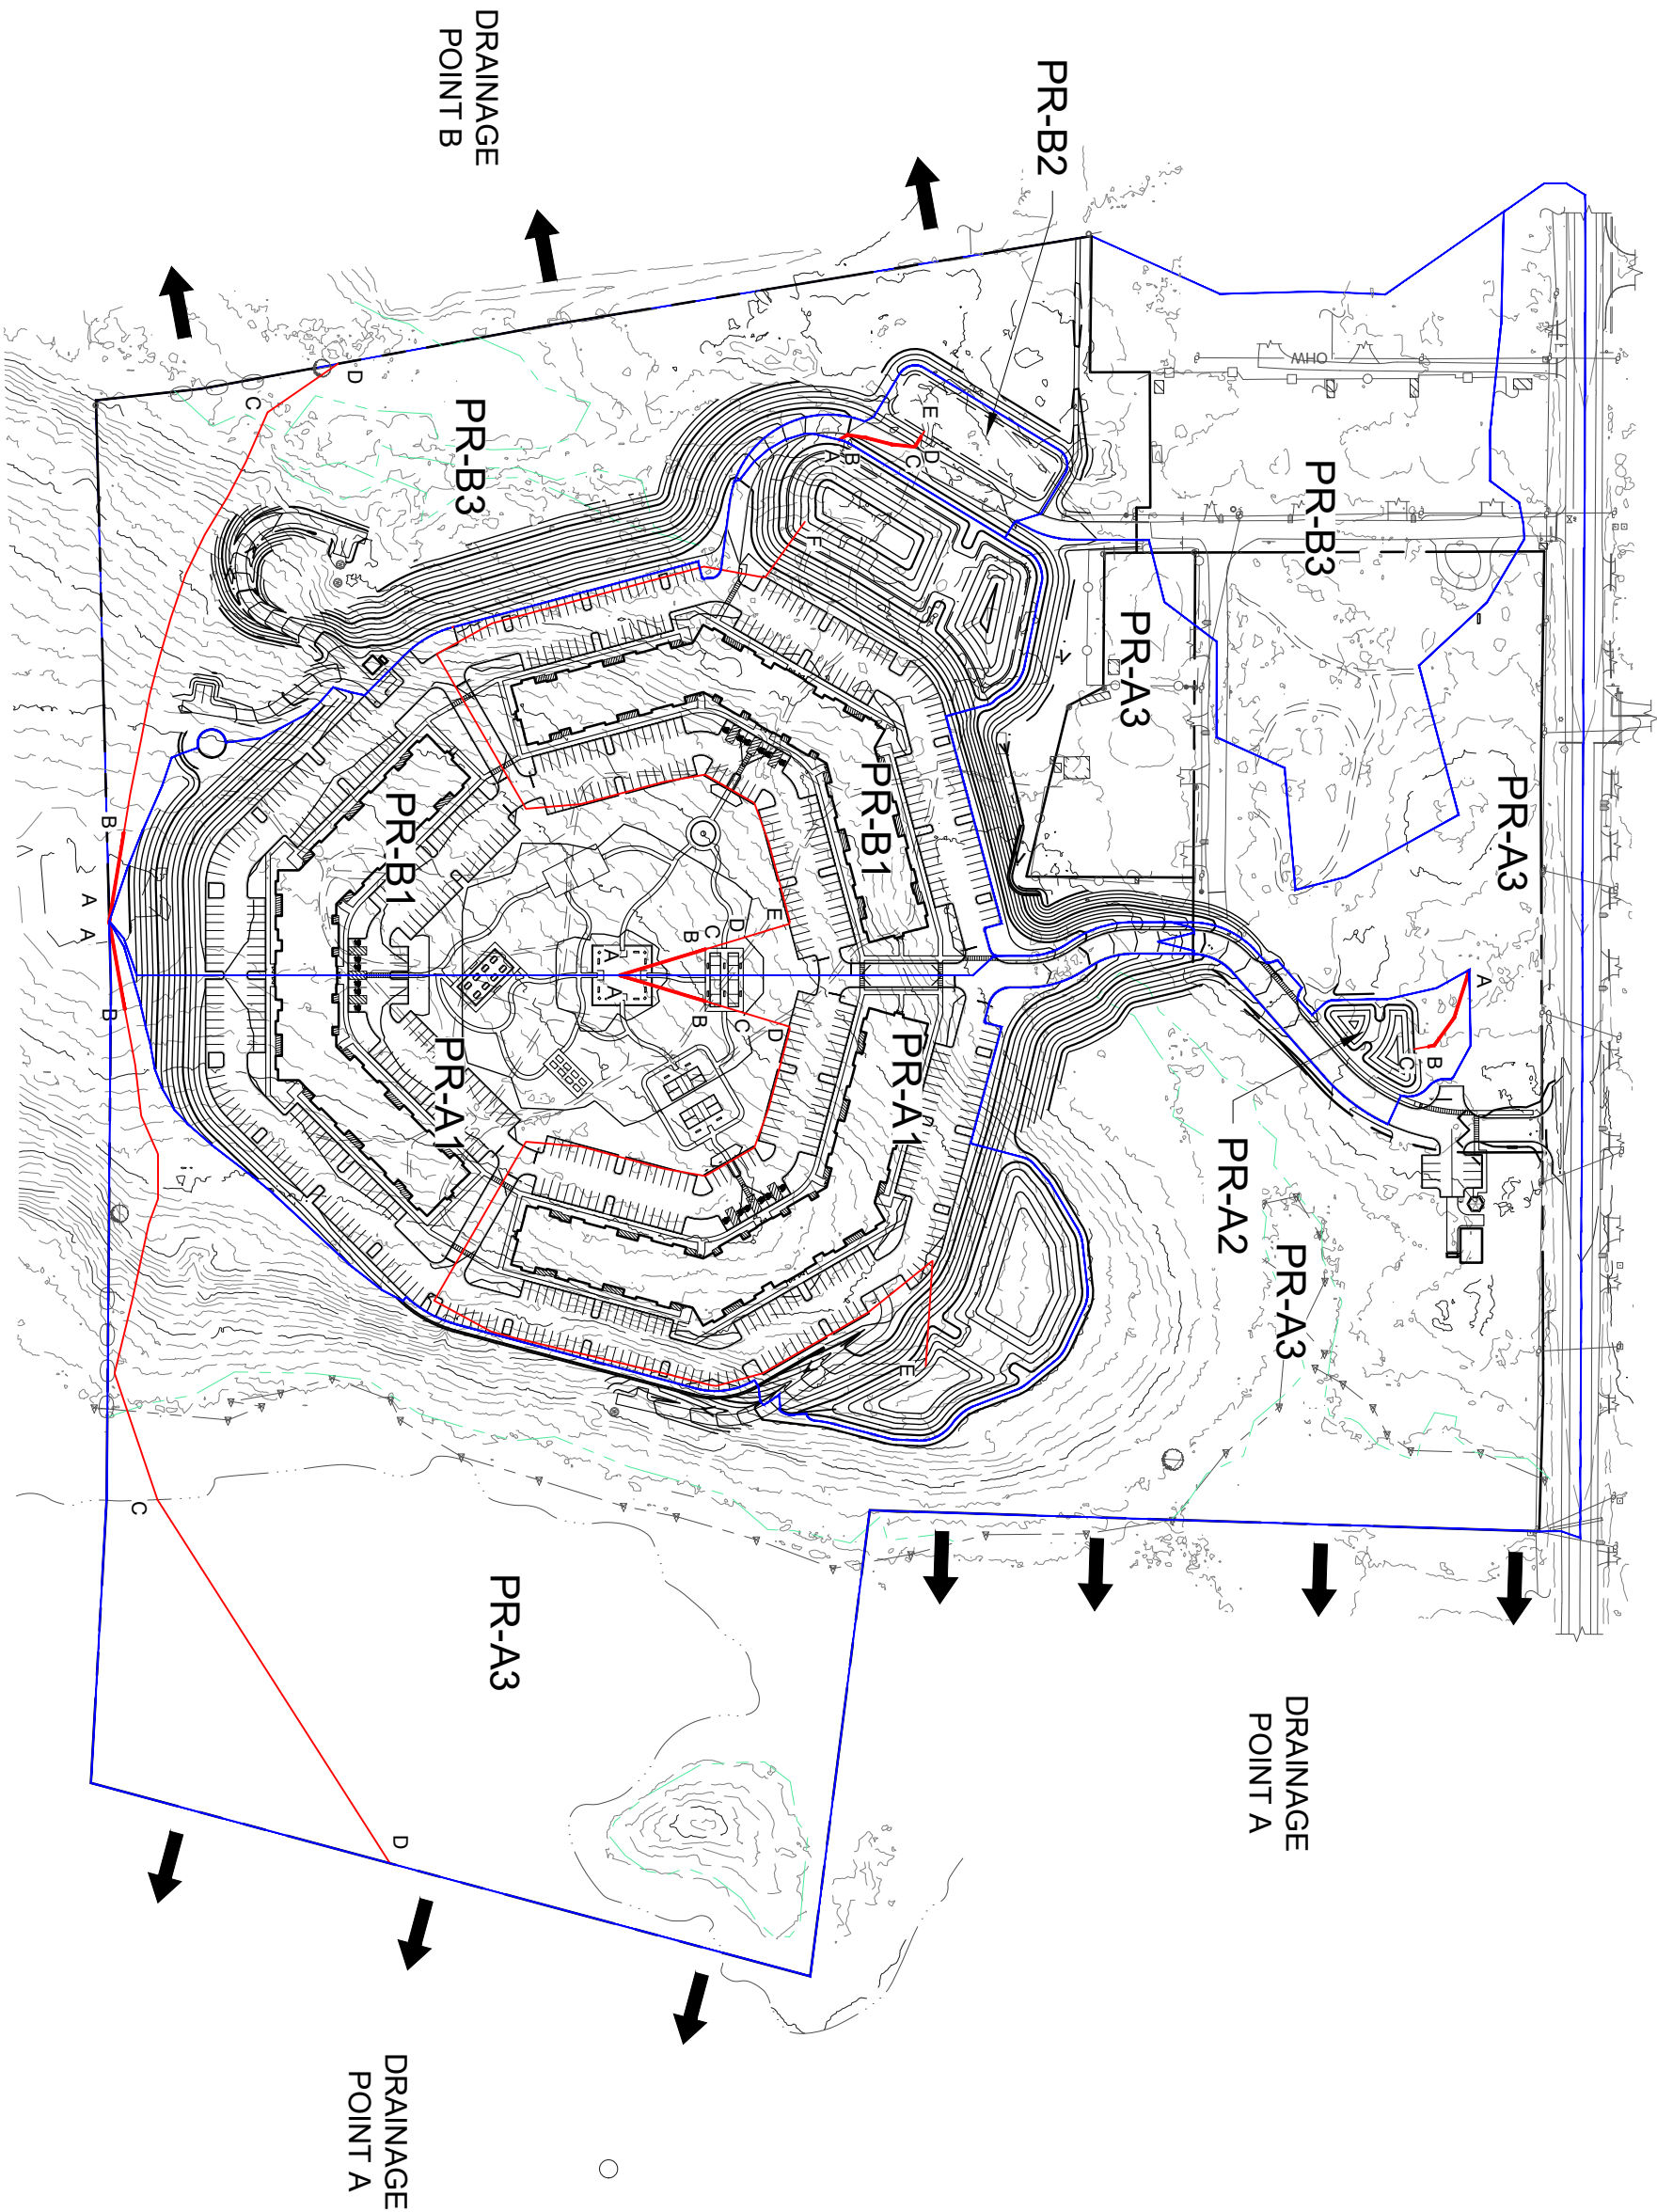 DRAINAGE
POINT B
PR-B2
PR-B3
PR-A3
PR-A3
OHW
PR-B3
PR-B1
PR-B1
PR-A1
PR-A1
PR-A2
PR-A3
PR-A3
DRAINAGE
POINT A
DRAINAGE
POINT A
A
B
C
D
E
A
B
C
D
E
A
B
C
D
E
A
B
C
A
B
C
D
A
B
C
D